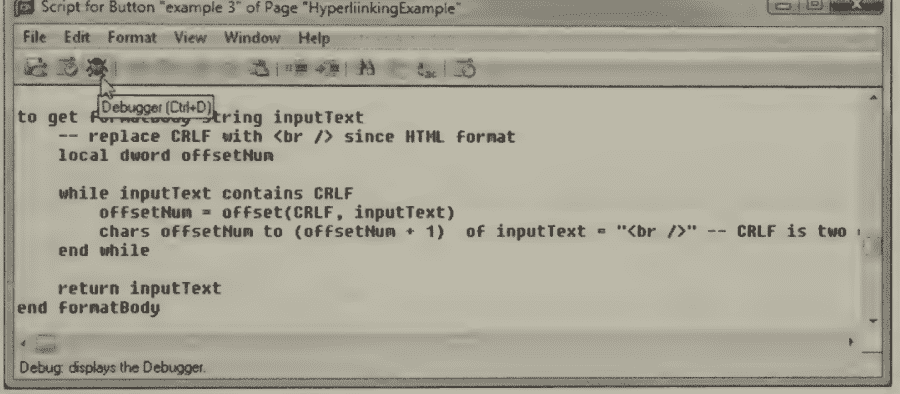 Script for Button "example 3" of Page "HyperliinkingExample"
File Edit Format View Window Help
Debugger (Ctrl+D)
to get formatBody string inputText
-- replace CRLF with <br /> since HTML format
local dword offsetNum
while inputText contains CRLF
offsetNum = offset(CRLF, inputText)
chars offsetNum to (offsetNum + 1) of inputText = "<br />" -- CRLF is two
end while
return inputText
end formatBody
Debug: displays the Debugger.